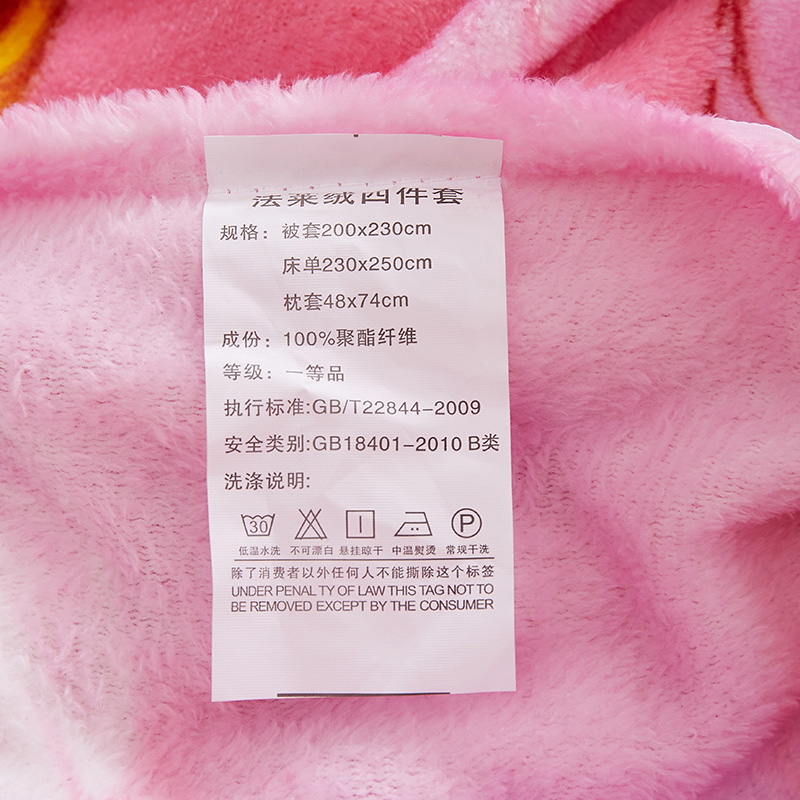 法莱绒四件套
规格：被套200x230cm
床单230x250cm
枕套48x74cm
成份：100%聚酯纤维
等级：一等品
执行标准:GB/T22844-2009
安全类别:GB18401-2010 B类
洗涤说明:
30 P
低温水洗 不可漂白 悬挂晾干 中温熨烫 常规干洗
除了消费者以外任何人不能撕除这个标签
UNDER PENALTY OF LAW THIS TAG NOT TO
BE REMOVED EXCEPT BY THE CONSUMER